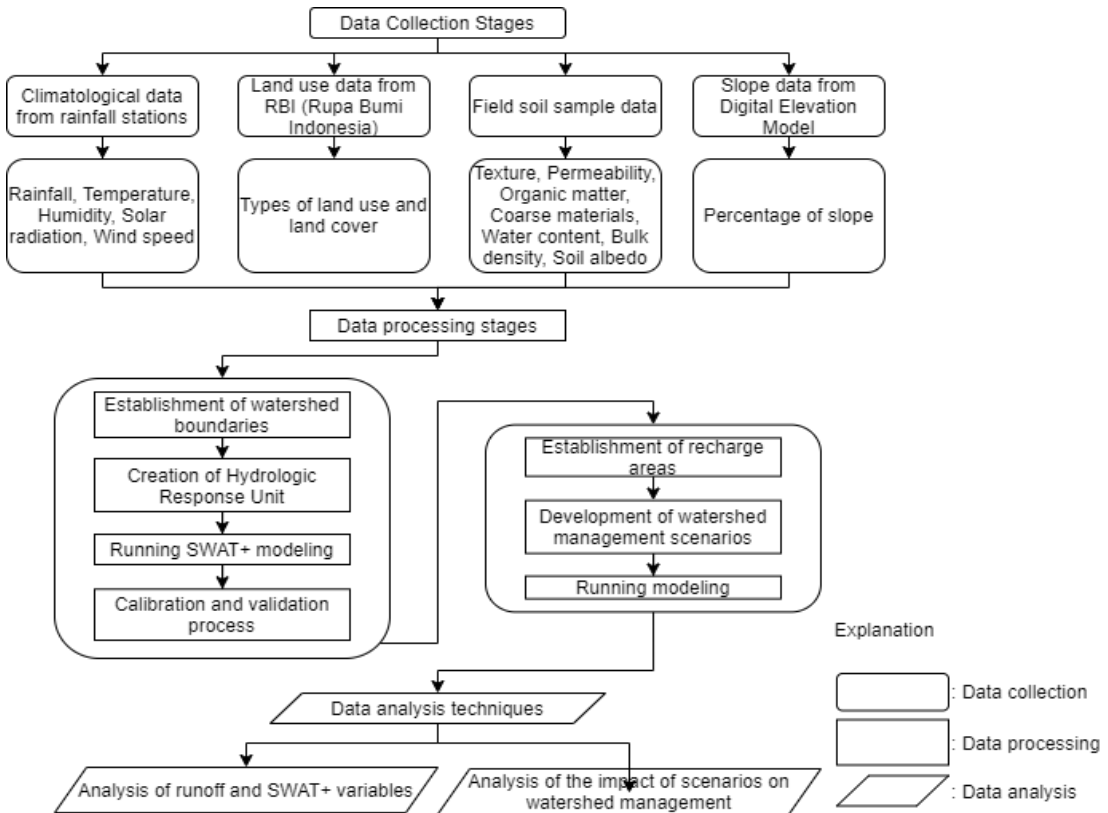 Data Collection Stages
Climatological data
from rainfall stations
Land use data from
RBI (Rupa Bumi
Indonesia)
Field soil sample data
Slope data from
Digital Elevation
Model
Rainfall, Temperature,
Humidity, Solar
radiation, Wind speed
Types of land use and
land cover
Texture, Permeability,
Organic matter,
Coarse materials,
Water content, Bulk
density, Soil albedo
Percentage of slope
Data processing stages
Establishment of watershed
boundaries
Creation of Hydrologic
Response Unit
Running SWAT+ modeling
Calibration and validation
process
Establishment of recharge
areas
Development of watershed
management scenarios
Running modeling
Data analysis techniques
Analysis of runoff and SWAT+ variables
Analysis of the impact of scenarios on
watershed management
Explanation
: Data collection
: Data processing
: Data analysis